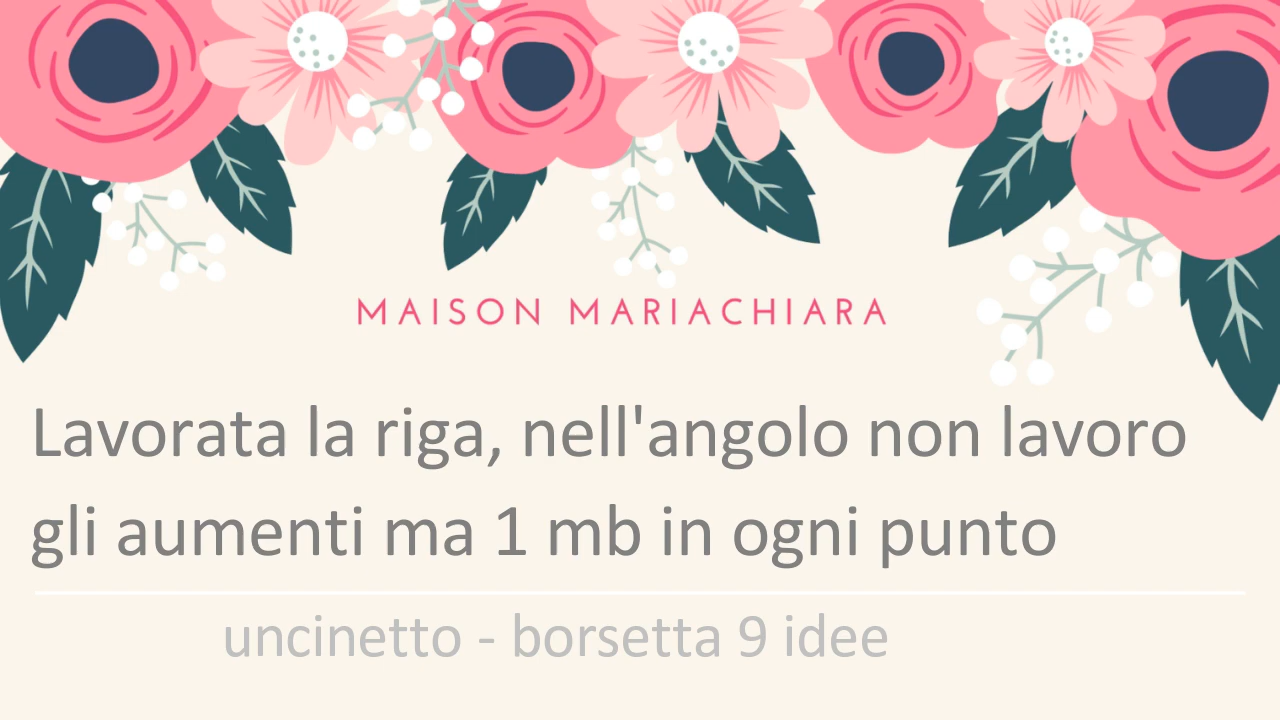 MAISON MARIACHIARA
Lavorata la riga, nell'angolo non lavoro
gli aumenti ma 1 mb in ogni punto
uncinetto - borsetta 9 idee